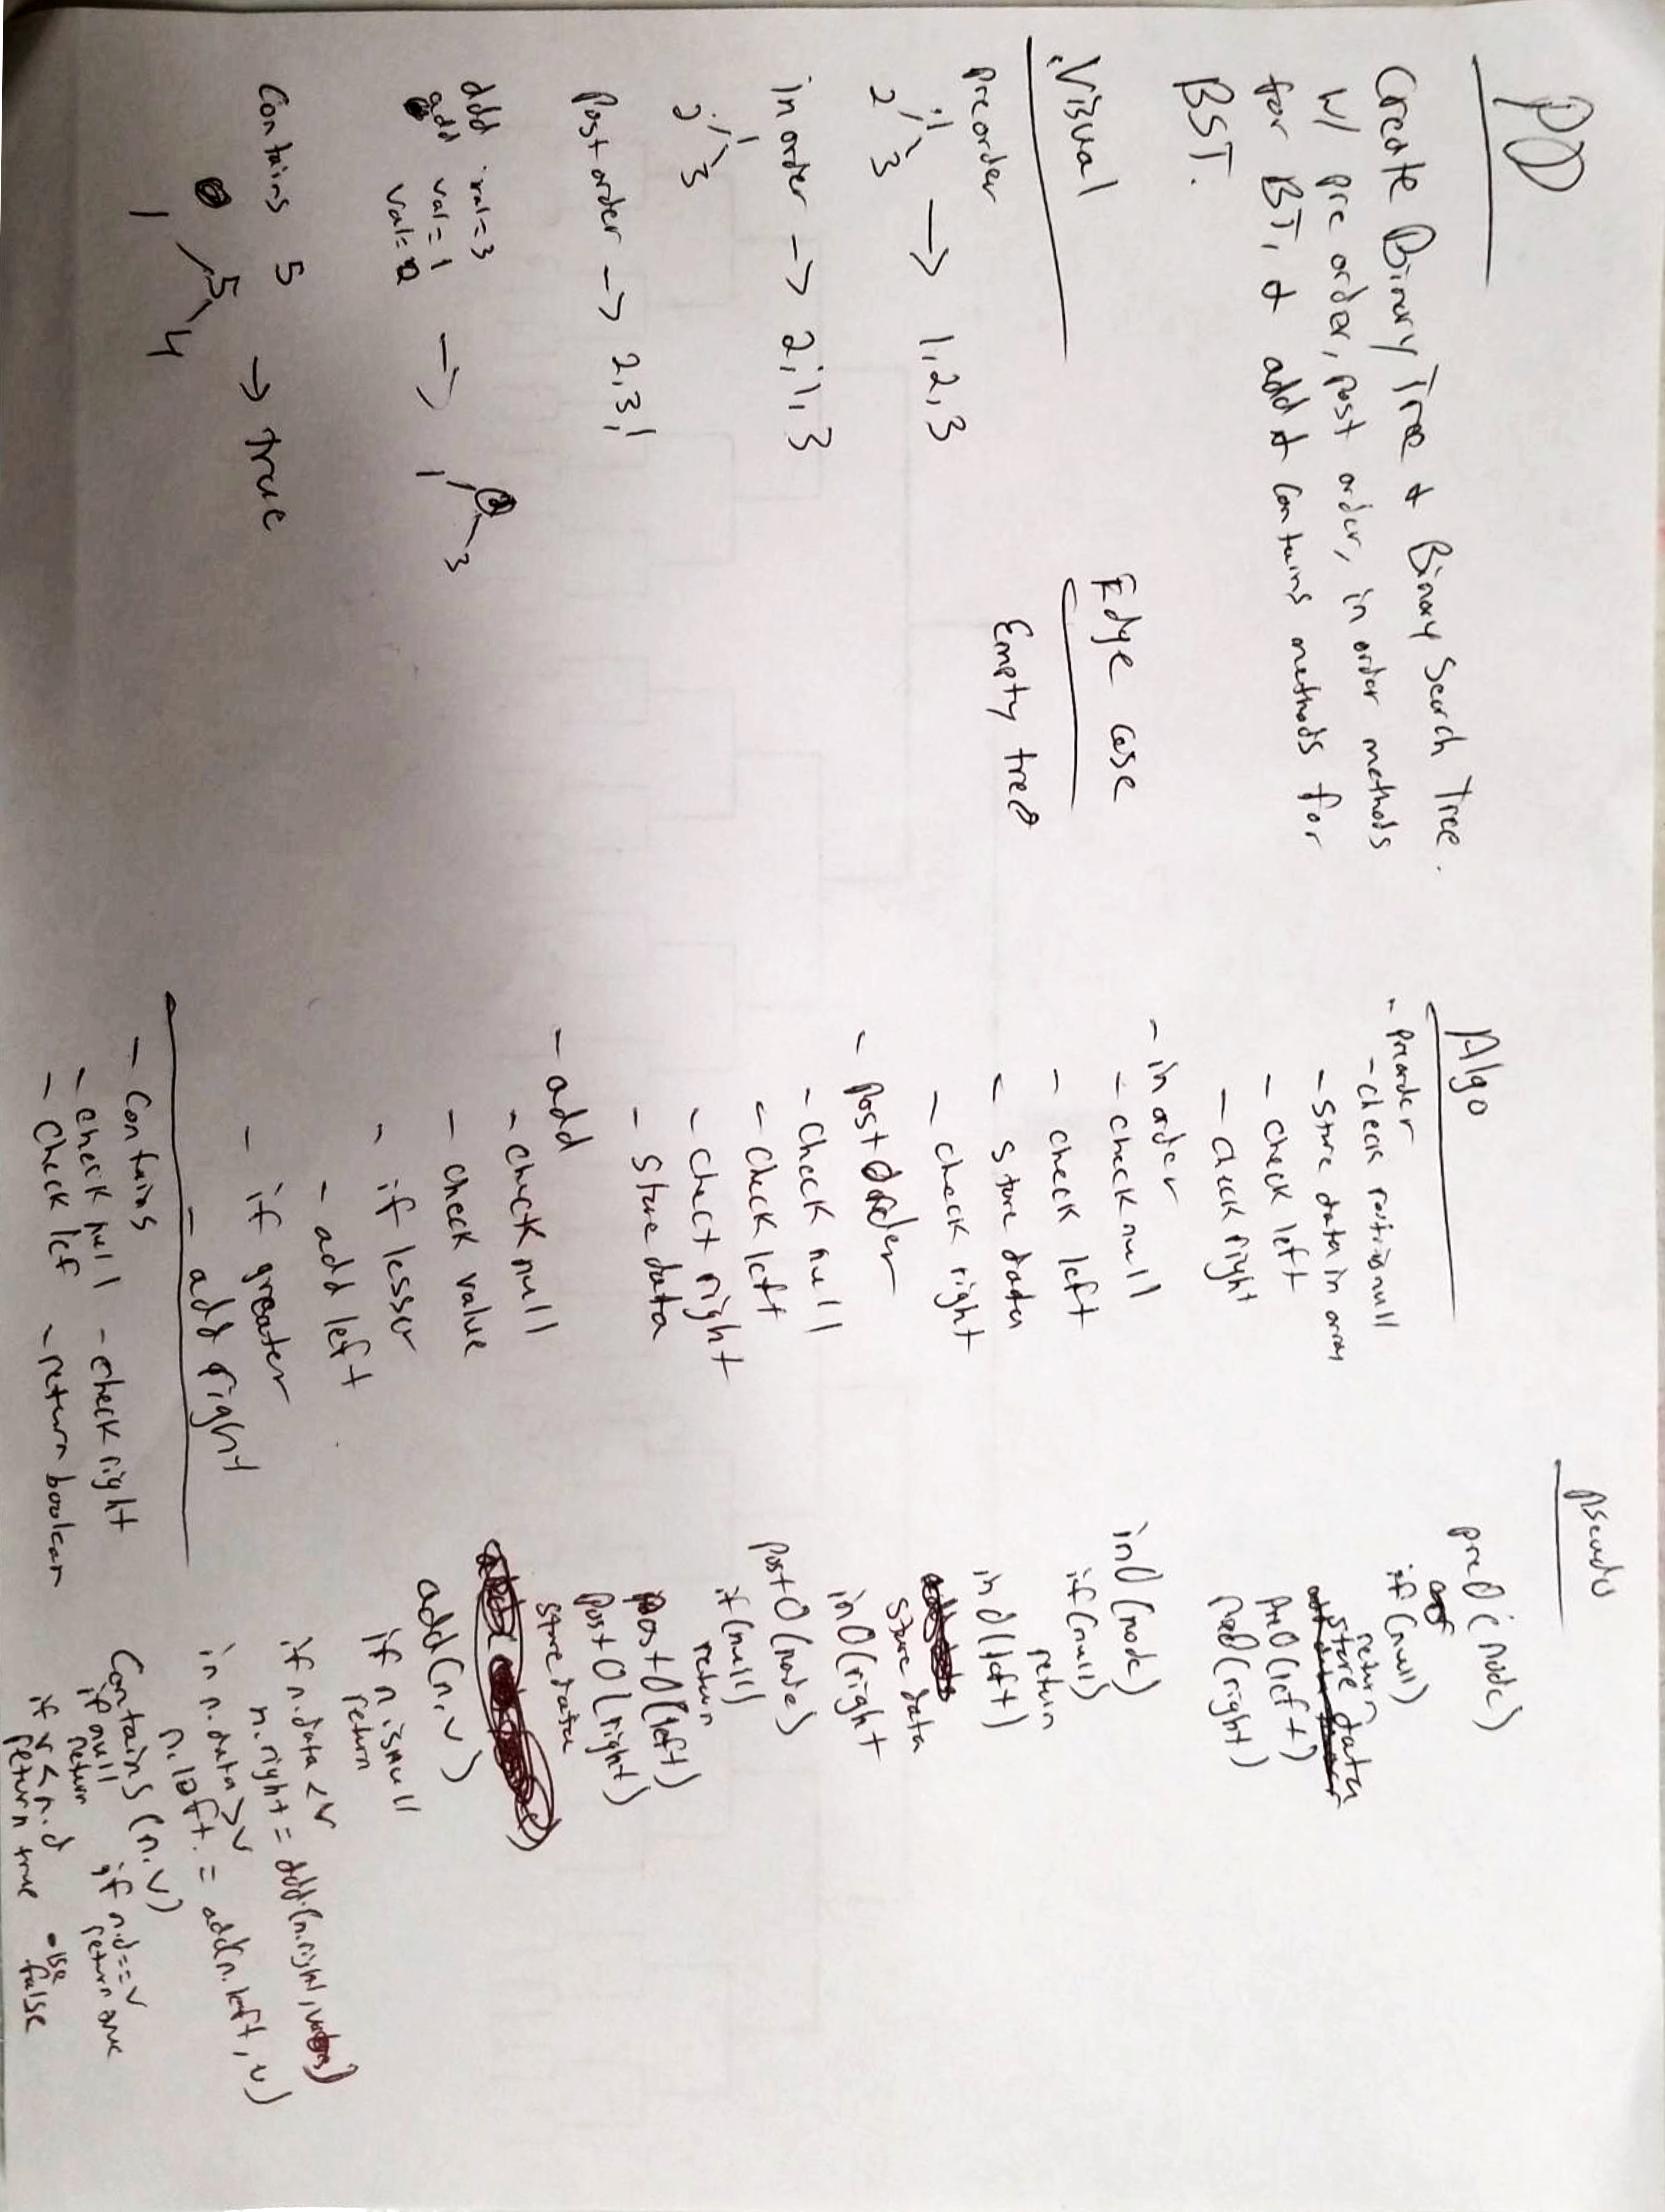 PD
Create Binary Tree & Binary Search Tree.
w/ pre order, post order, in order methods
for BT, & add & contains methods for
BST.
Visual
Preorder
1
2 3 -> 1,2,3
in order -> 2,1,3
1
2 3
Post order -> 2,3,1
add val=3
add val=1
val=2
->
2
1 3
Contains 5 -> true
5
1 4
Edge case
Empty tree
Algo
- preorder
- check null
- store data in array
- check left
- check right
- in order
- check null
- check left
- store data
- check right
- post order
- check null
- check left
- check right
- store data
- add
- check null
- check value
- if lesser
- add left
- if greater
- add right
- Contains
- check null - check right
- check lef - return boolean
Pseudo
preO(node)
if(null)
return
store data
preO(left)
preO(right)
inO(node)
if(null)
return
inO(left)
store data
inO(right
postO(node)
if(null)
return
postO(left)
postO(right)
store data
add(n,v)
if n.isnull
return
if n.data < v
n.right = add(n.right,
in n.data > v
n.left. = add(n.left, v)
Contains(n.v)
if null if n.d==v
return return
if v < n.d else
return true false